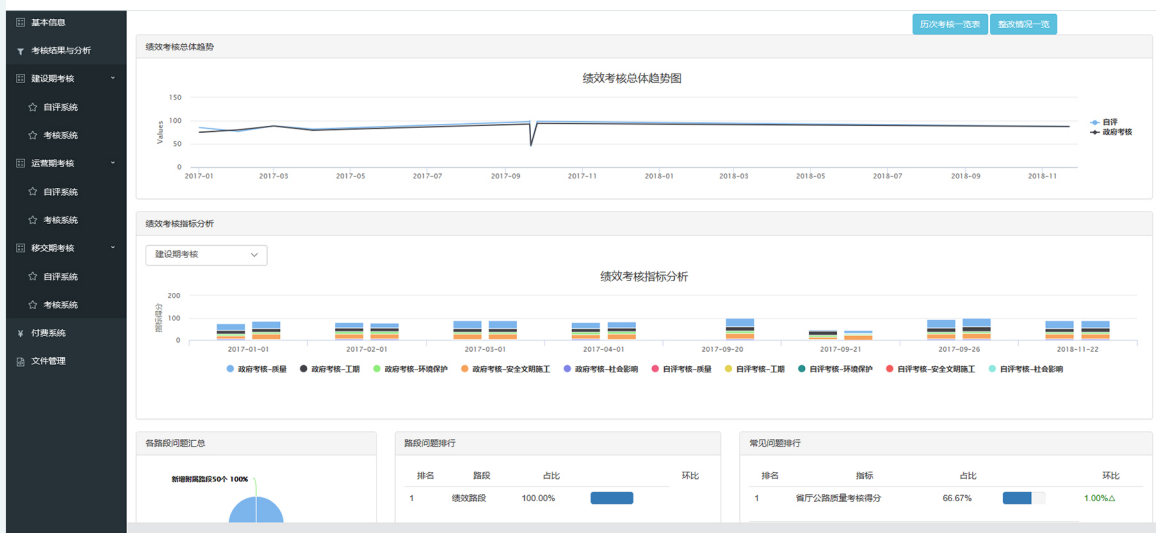 基本信息
考核结果与分析
建设期考核
自评系统
考核系统
运营期考核
自评系统
考核系统
移交期考核
自评系统
考核系统
¥ 付费系统
文件管理
历次考核一览表 整改情况一览
绩效考核总体趋势
绩效考核总体趋势图
Values
150
100
50
0
2017-01 2017-03 2017-05 2017-07 2017-09 2017-11 2018-01 2018-03 2018-05 2018-07 2018-09 2018-11
自评
政府考核
绩效考核指标分析
建设期考核
绩效考核指标分析
指标得分
200
100
0
2017-01-01 2017-02-01 2017-03-01 2017-04-01 2017-09-20 2017-09-21 2017-09-26 2018-11-22
政府考核-质量 政府考核-工期 政府考核-环境保护 政府考核-安全文明施工 政府考核-社会影响 自评考核-质量 自评考核-工期 自评考核-环境保护 自评考核-安全文明施工 自评考核-社会影响
各路段问题汇总
新增附属路段50个 100%
路段问题排行
排名 路段 占比 环比
1 绩效路段 100.00%
常见问题排行
排名 指标 占比 环比
1 省厅公路质量考核得分 66.67% 1.00%△